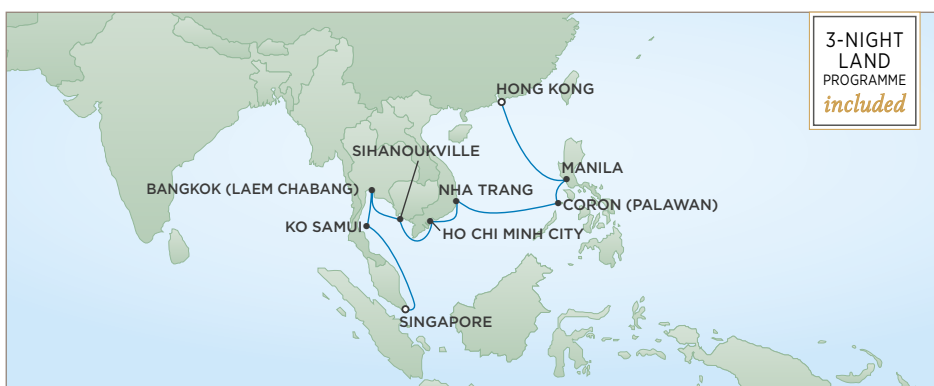 3-NIGHT
LAND
PROGRAMME
included
HONG KONG
SIHANOUKVILLE
MANILA
BANGKOK (LAEM CHABANG)
NHA TRANG
CORON (PALAWAN)
KO SAMUI
HO CHI MINH CITY
SINGAPORE